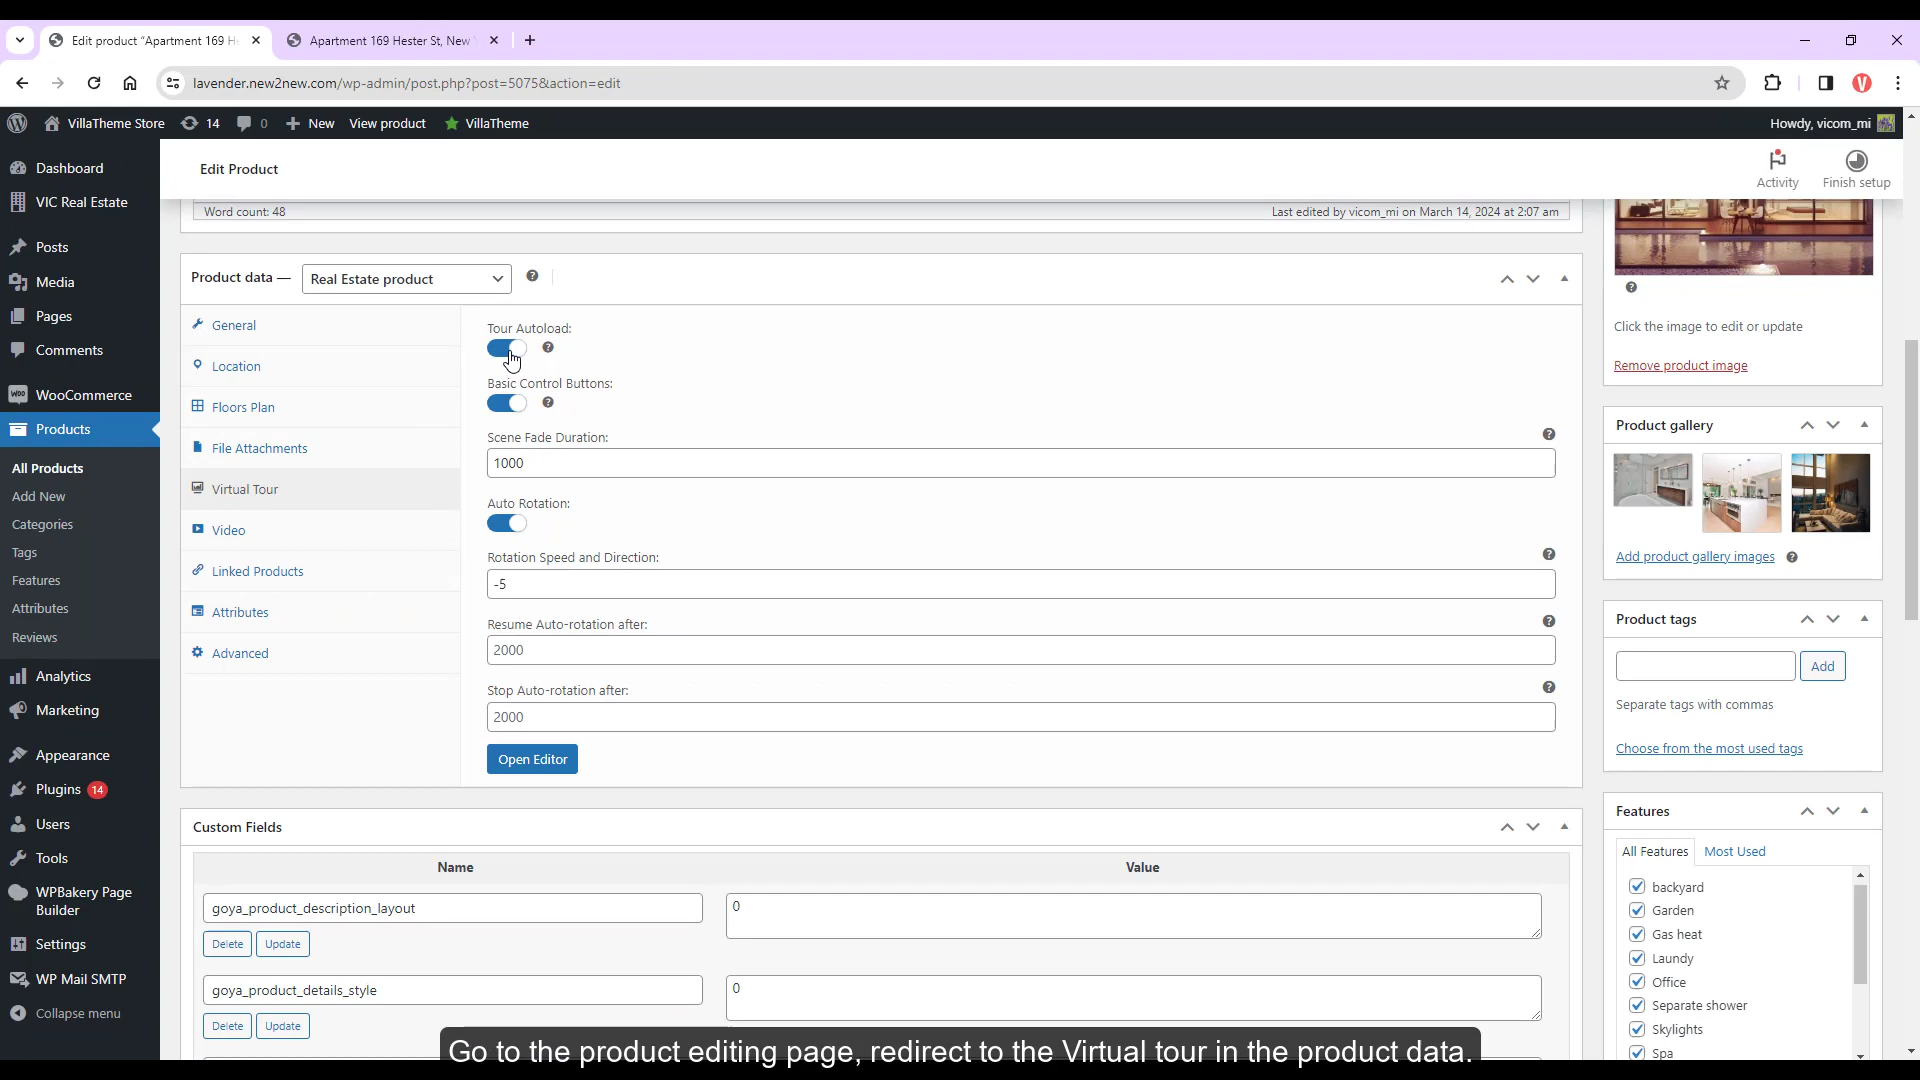 Edit product “Apartment 169 H
Apartment 169 Hester St, New
lavender.new2new.com/wp-admin/post.php?post=5075&action=edit
VillaTheme Store
14
0
New
View product
VillaTheme
Howdy, vicom_mi
Dashboard
VIC Real Estate
Posts
Media
Pages
Comments
WooCommerce
Products
All Products
Add New
Categories
Tags
Features
Attributes
Reviews
Analytics
Marketing
Appearance
Plugins 14
Users
Tools
WPBakery Page
Builder
Settings
WP Mail SMTP
Collapse menu
Edit Product
Activity
Finish setup
Word count: 48
Last edited by vicom_mi on March 14, 2024 at 2:07 am
Product data —
Real Estate product
General
Location
Floors Plan
File Attachments
Virtual Tour
Video
Linked Products
Attributes
Advanced
Tour Autoload:
Basic Control Buttons:
Scene Fade Duration:
1000
Auto Rotation:
Rotation Speed and Direction:
-5
Resume Auto-rotation after:
2000
Stop Auto-rotation after:
2000
Open Editor
Custom Fields
Name
Value
goya_product_description_layout
0
Delete
Update
goya_product_details_style
0
Delete
Update
Click the image to edit or update
Remove product image
Product gallery
Add product gallery images
Product tags
Add
Separate tags with commas
Choose from the most used tags
Features
All Features
Most Used
backyard
Garden
Gas heat
Laundy
Office
Separate shower
Skylights
Spa
Go to the product editing page, redirect to the Virtual tour in the product data.